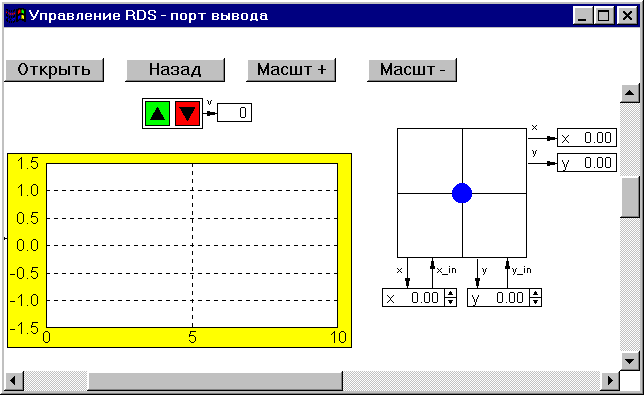 Управление RDS - порт вывода
Открыть Назад Масшт + Масшт -
v
0
x
x 0.00
y
y 0.00
1.5
1.0
0.5
0.0
-0.5
-1.0
-1.5
0 5 10
x x_in y y_in
x 0.00 y 0.00